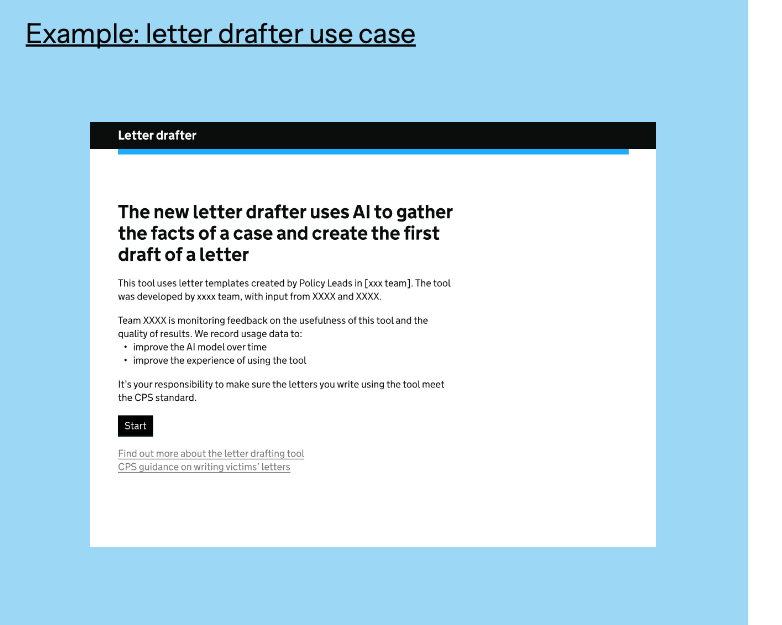 Example: letter drafter use case
Letter drafter
The new letter drafter uses AI to gather
the facts of a case and create the first
draft of a letter
This tool uses letter templates created by Policy Leads in [xxx team]. The tool
was developed by xxxx team, with input from XXXX and XXXX.
Team XXXX is monitoring feedback on the usefulness of this tool and the
quality of results. We record usage data to:
• improve the AI model over time
• improve the experience of using the tool
It's your responsibility to make sure the letters you write using the tool meet
the CPS standard.
Start
Find out more about the letter drafting tool
CPS guidance on writing victims' letters